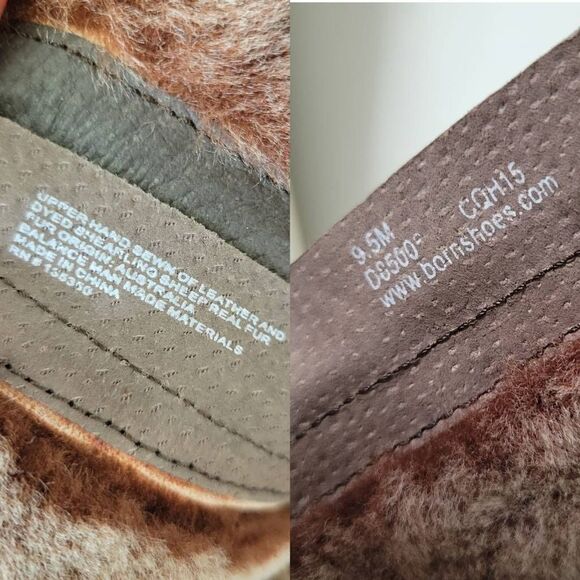 UPPER HAND SEWN OF LEATHER AND
DYED SHEARLING SHEEP, REAL FUR
FUR ORIGIN: AUSTRALIA
BALANCE MAN MADE MATERIALS
MADE IN CHINA
RN #
9.5M CQH15
www.bornshoes.com